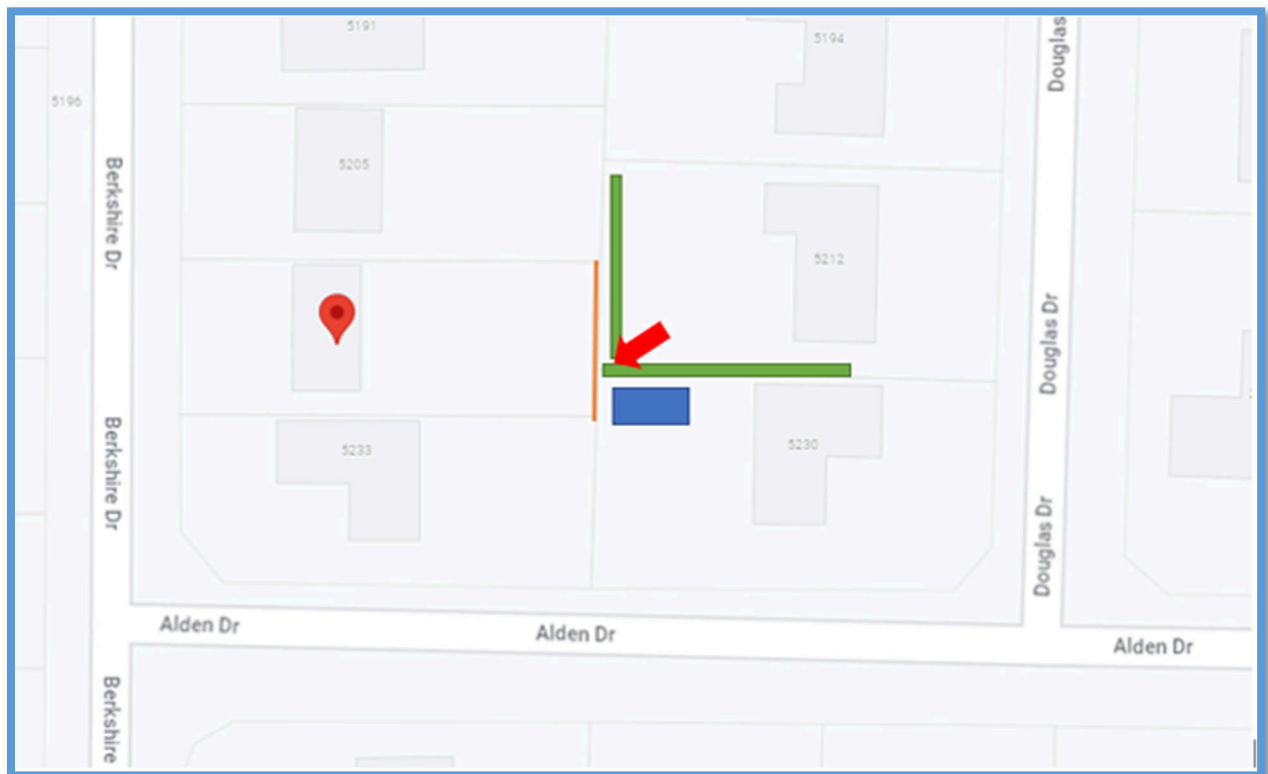 5191
5194
Douglas
5196
Berkshire Dr
5205
5212
Douglas Dr
Berkshire Dr
5233
5230
Douglas Dr
Alden Dr
Alden Dr
Alden Dr
Berkshire